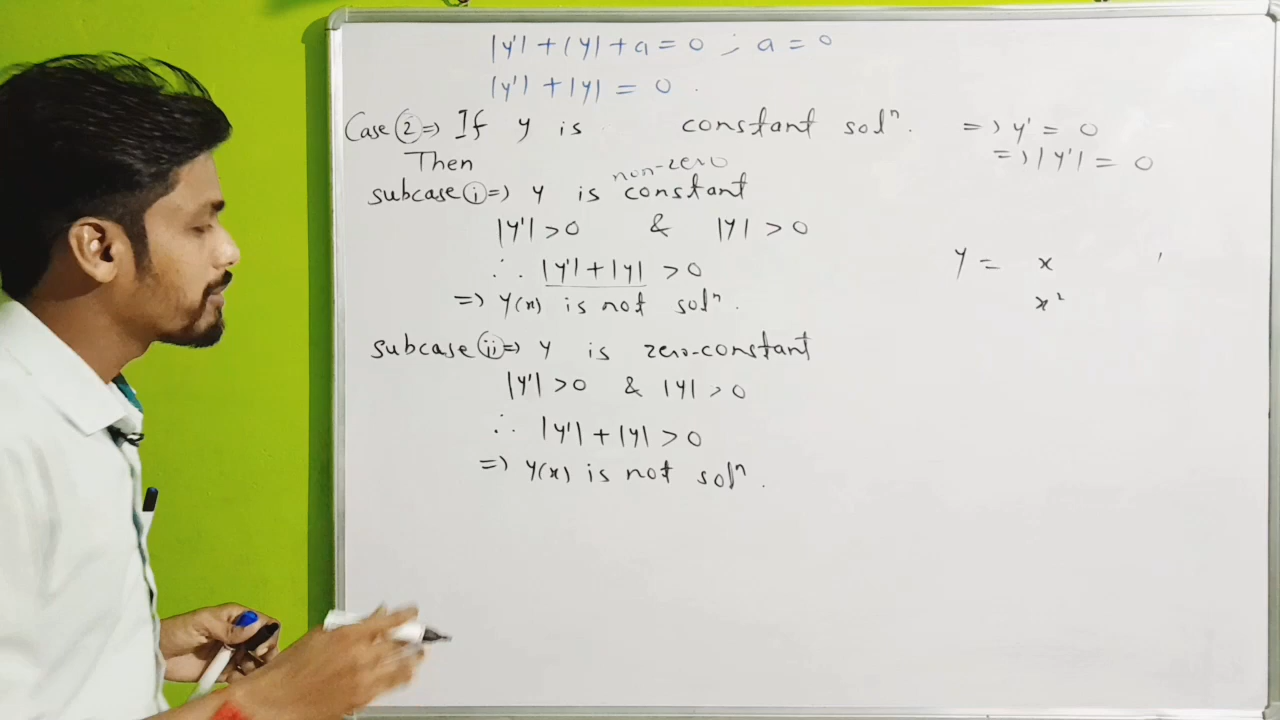 |y'| + |y| + a = 0 ; a = 0
|y'| + |y| = 0 .
Case ② => If y is constant solⁿ. => y' = 0
Then => |y'| = 0
non-zero
subcase ⓘ => y is constant
|y'| > 0 & |y| > 0
y = x
∴ |y'| + |y| > 0
x²
=> y(x) is not solⁿ.
subcase ⓘⓘ => y is zero-constant
|y'| > 0 & |y| > 0
∴ |y'| + |y| > 0
=> y(x) is not solⁿ.